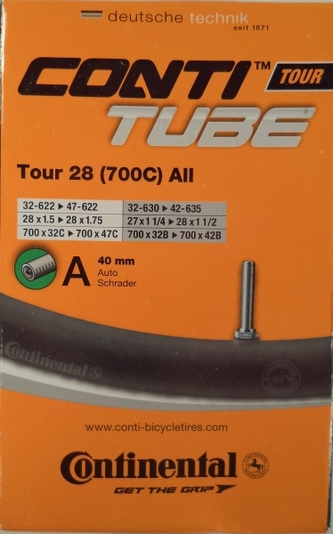 deutsche technik
seit 1871
CONTI™ TOUR
TUBE
Tour 28 (700C) All
32-622 ▶ 47-622 32-630 ▶ 42-635
28 x 1.5 ▶ 28 x 1.75 27 x 1 1/4 ▶ 28 x 1 1/2
700 x 32C ▶ 700 x 47C 700 x 32B ▶ 700 x 42B
A 40 mm
Auto
Schrader
Continental
www.conti-bicycletires.com
Continental
GET THE GRIP